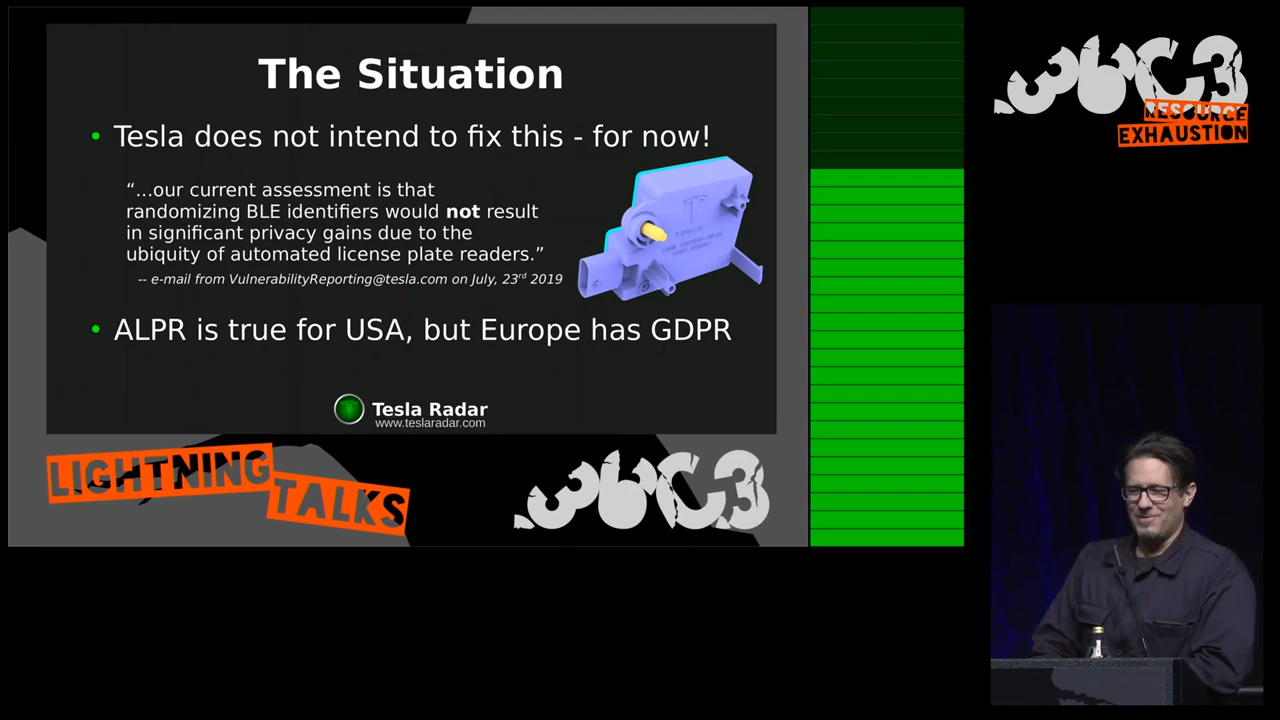 The Situation
• Tesla does not intend to fix this - for now!
“...our current assessment is that
randomizing BLE identifiers would not result
in significant privacy gains due to the
ubiquity of automated license plate readers.”
-- e-mail from VulnerabilityReporting@tesla.com on July, 23rd 2019
• ALPR is true for USA, but Europe has GDPR
Tesla Radar
www.teslaradar.com
LIGHTNING
TALKS
36C3
36C3
RESOURCE
EXHAUSTION